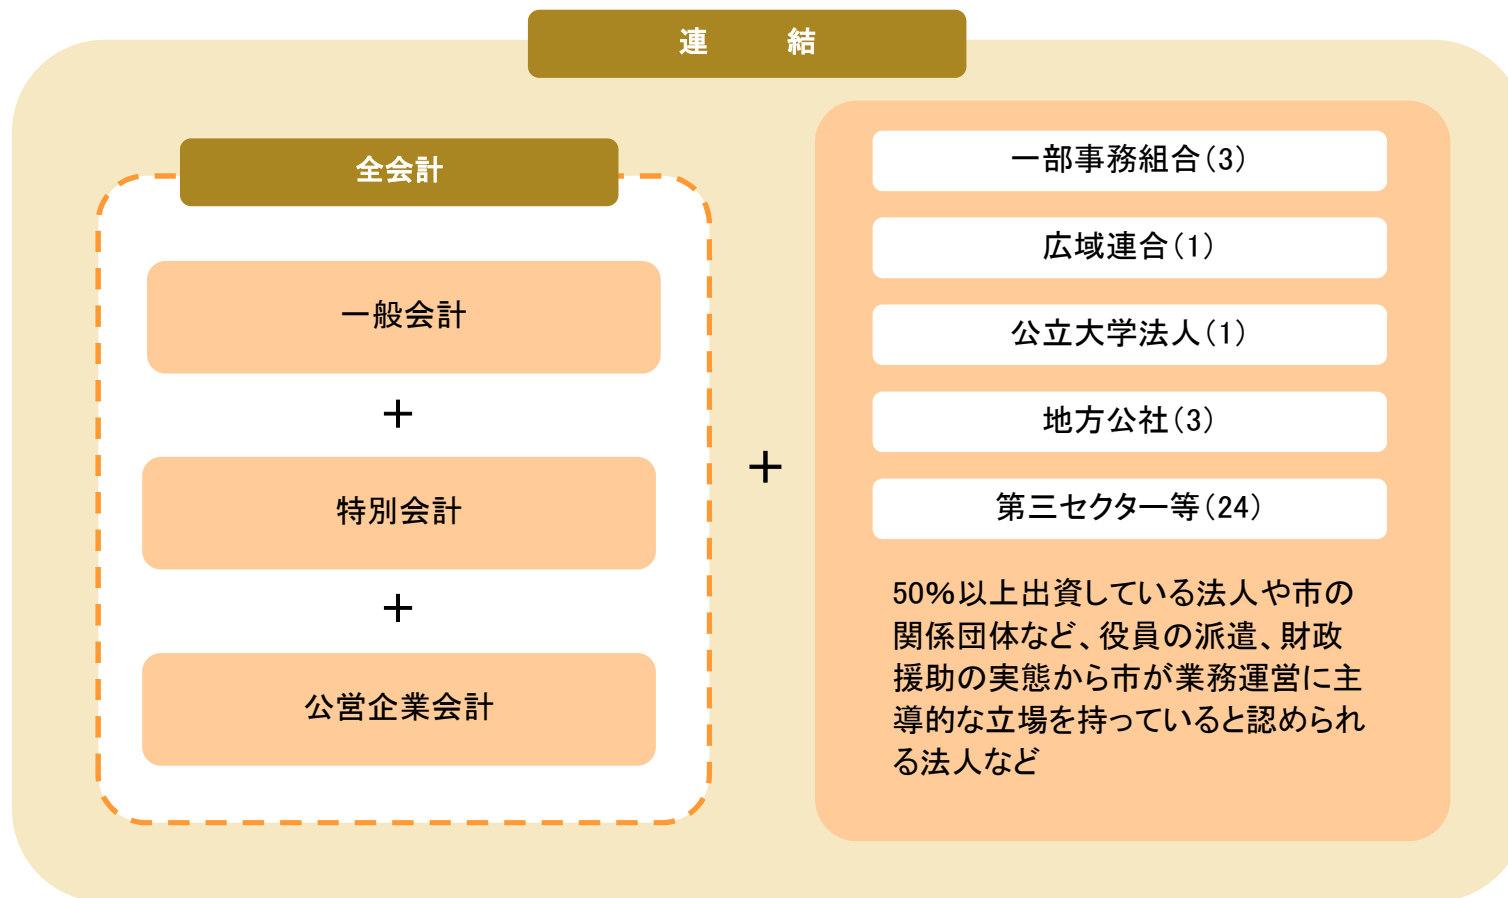 連　　結
全会計
一般会計
＋
特別会計
＋
公営企業会計
＋
一部事務組合(3)
広域連合(1)
公立大学法人(1)
地方公社(3)
第三セクター等(24)
50%以上出資している法人や市の
関係団体など、役員の派遣、財政
援助の実態から市が業務運営に主
導的な立場を持っていると認められ
る法人など